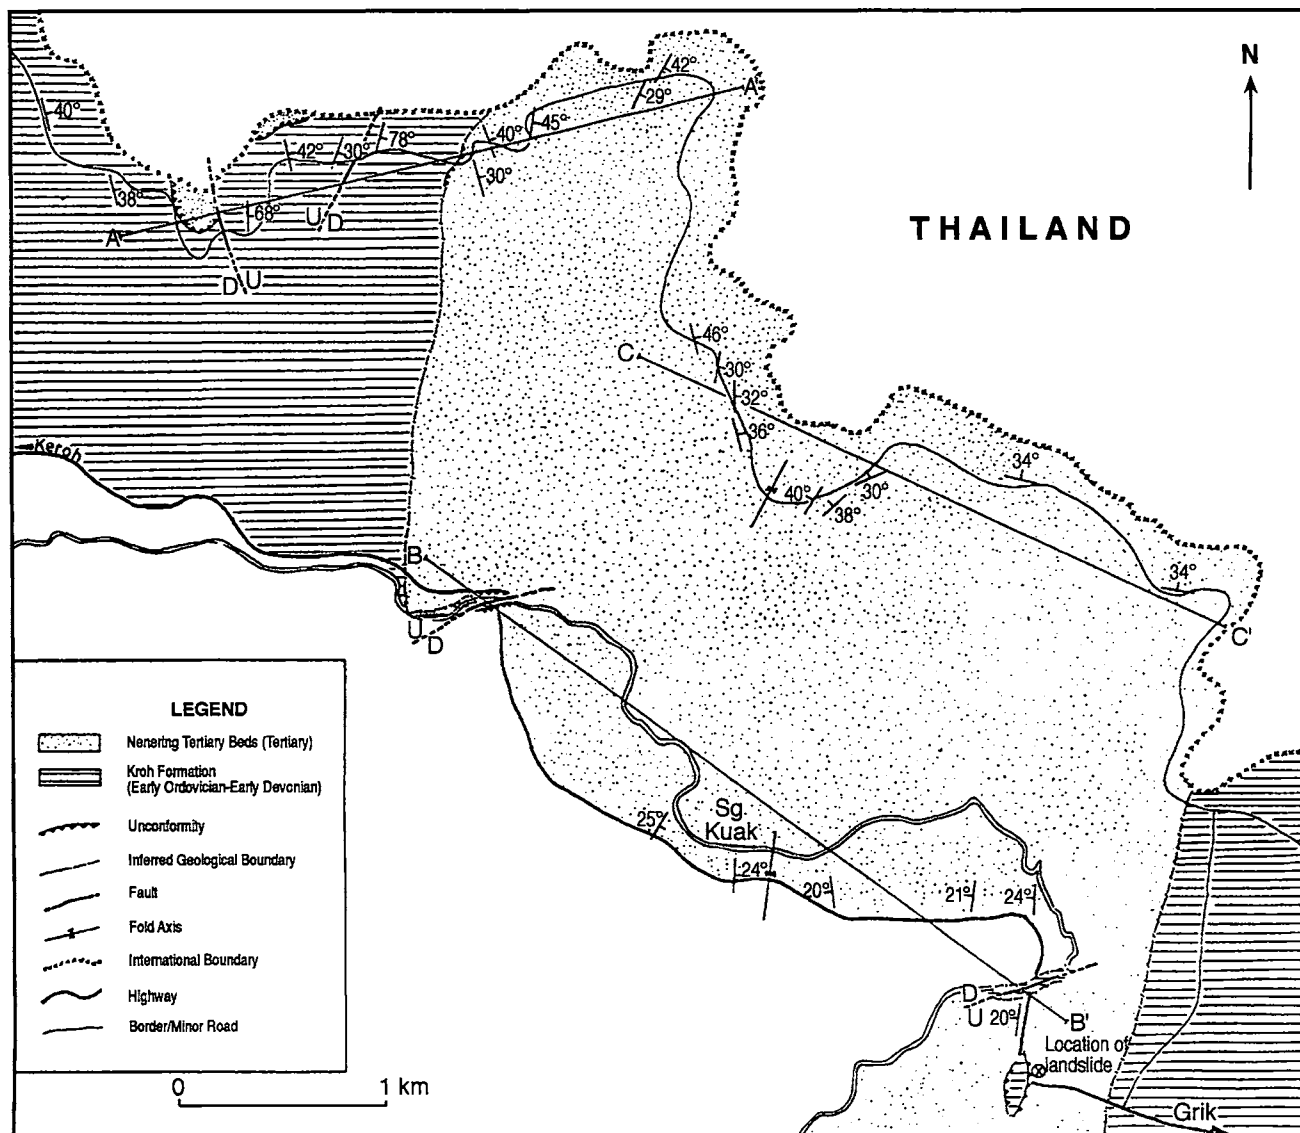 N
THAILAND
42°
29°
A'
40°
45°
40°
78°
42°
30°
30°
38°
68°
U D
A
D U
46°
C
30°
32°
36°
Keroh
34°
40°
30°
38°
B
34°
U
D
C'
LEGEND
Nenering Tertiary Beds (Tertiary)
Kroh Formation
(Early Ordovician-Early Devonian)
Unconformity
Inferred Geological Boundary
Fault
Fold Axis
International Boundary
Highway
Border/Minor Road
0 1 km
Sg
Kuak
25°
24°
20°
21°
24°
D
U
20°
B'
Location of
landslide
Grik